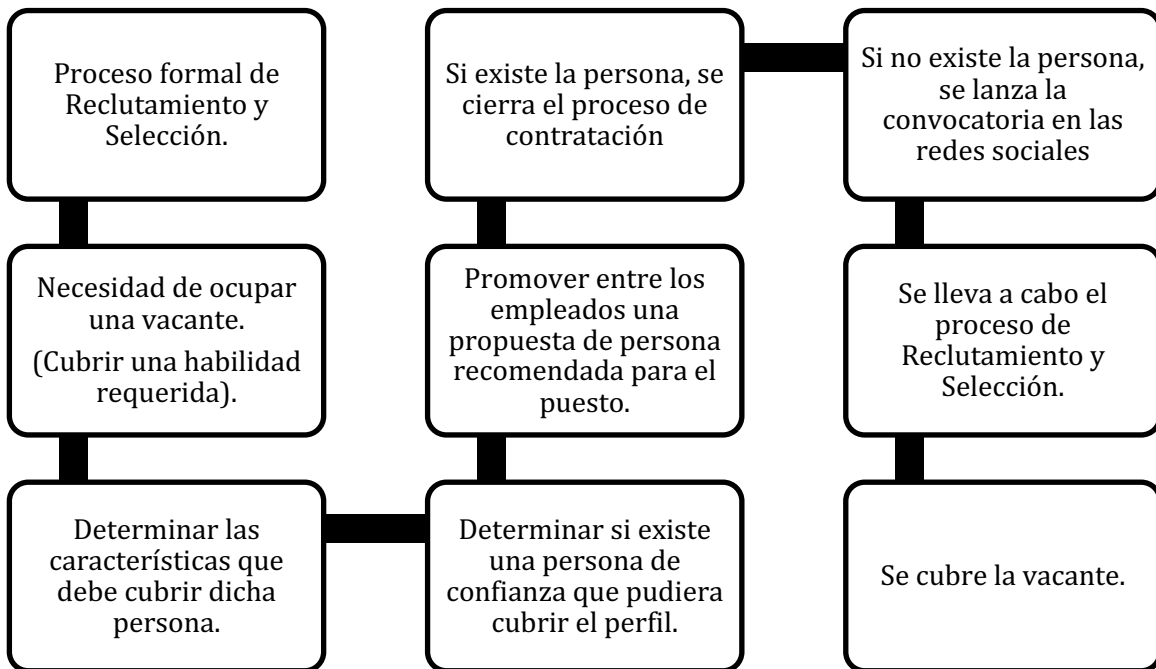 Proceso formal de
Reclutamiento y
Selección.
Necesidad de ocupar
una vacante.
(Cubrir una habilidad
requerida).
Determinar las
características que
debe cubrir dicha
persona.
Determinar si existe
una persona de
confianza que pudiera
cubrir el perfil.
Promover entre los
empleados una
propuesta de persona
recomendada para el
puesto.
Si existe la persona, se
cierra el proceso de
contratación
Si no existe la persona,
se lanza la
convocatoria en las
redes sociales
Se lleva a cabo el
proceso de
Reclutamiento y
Selección.
Se cubre la vacante.